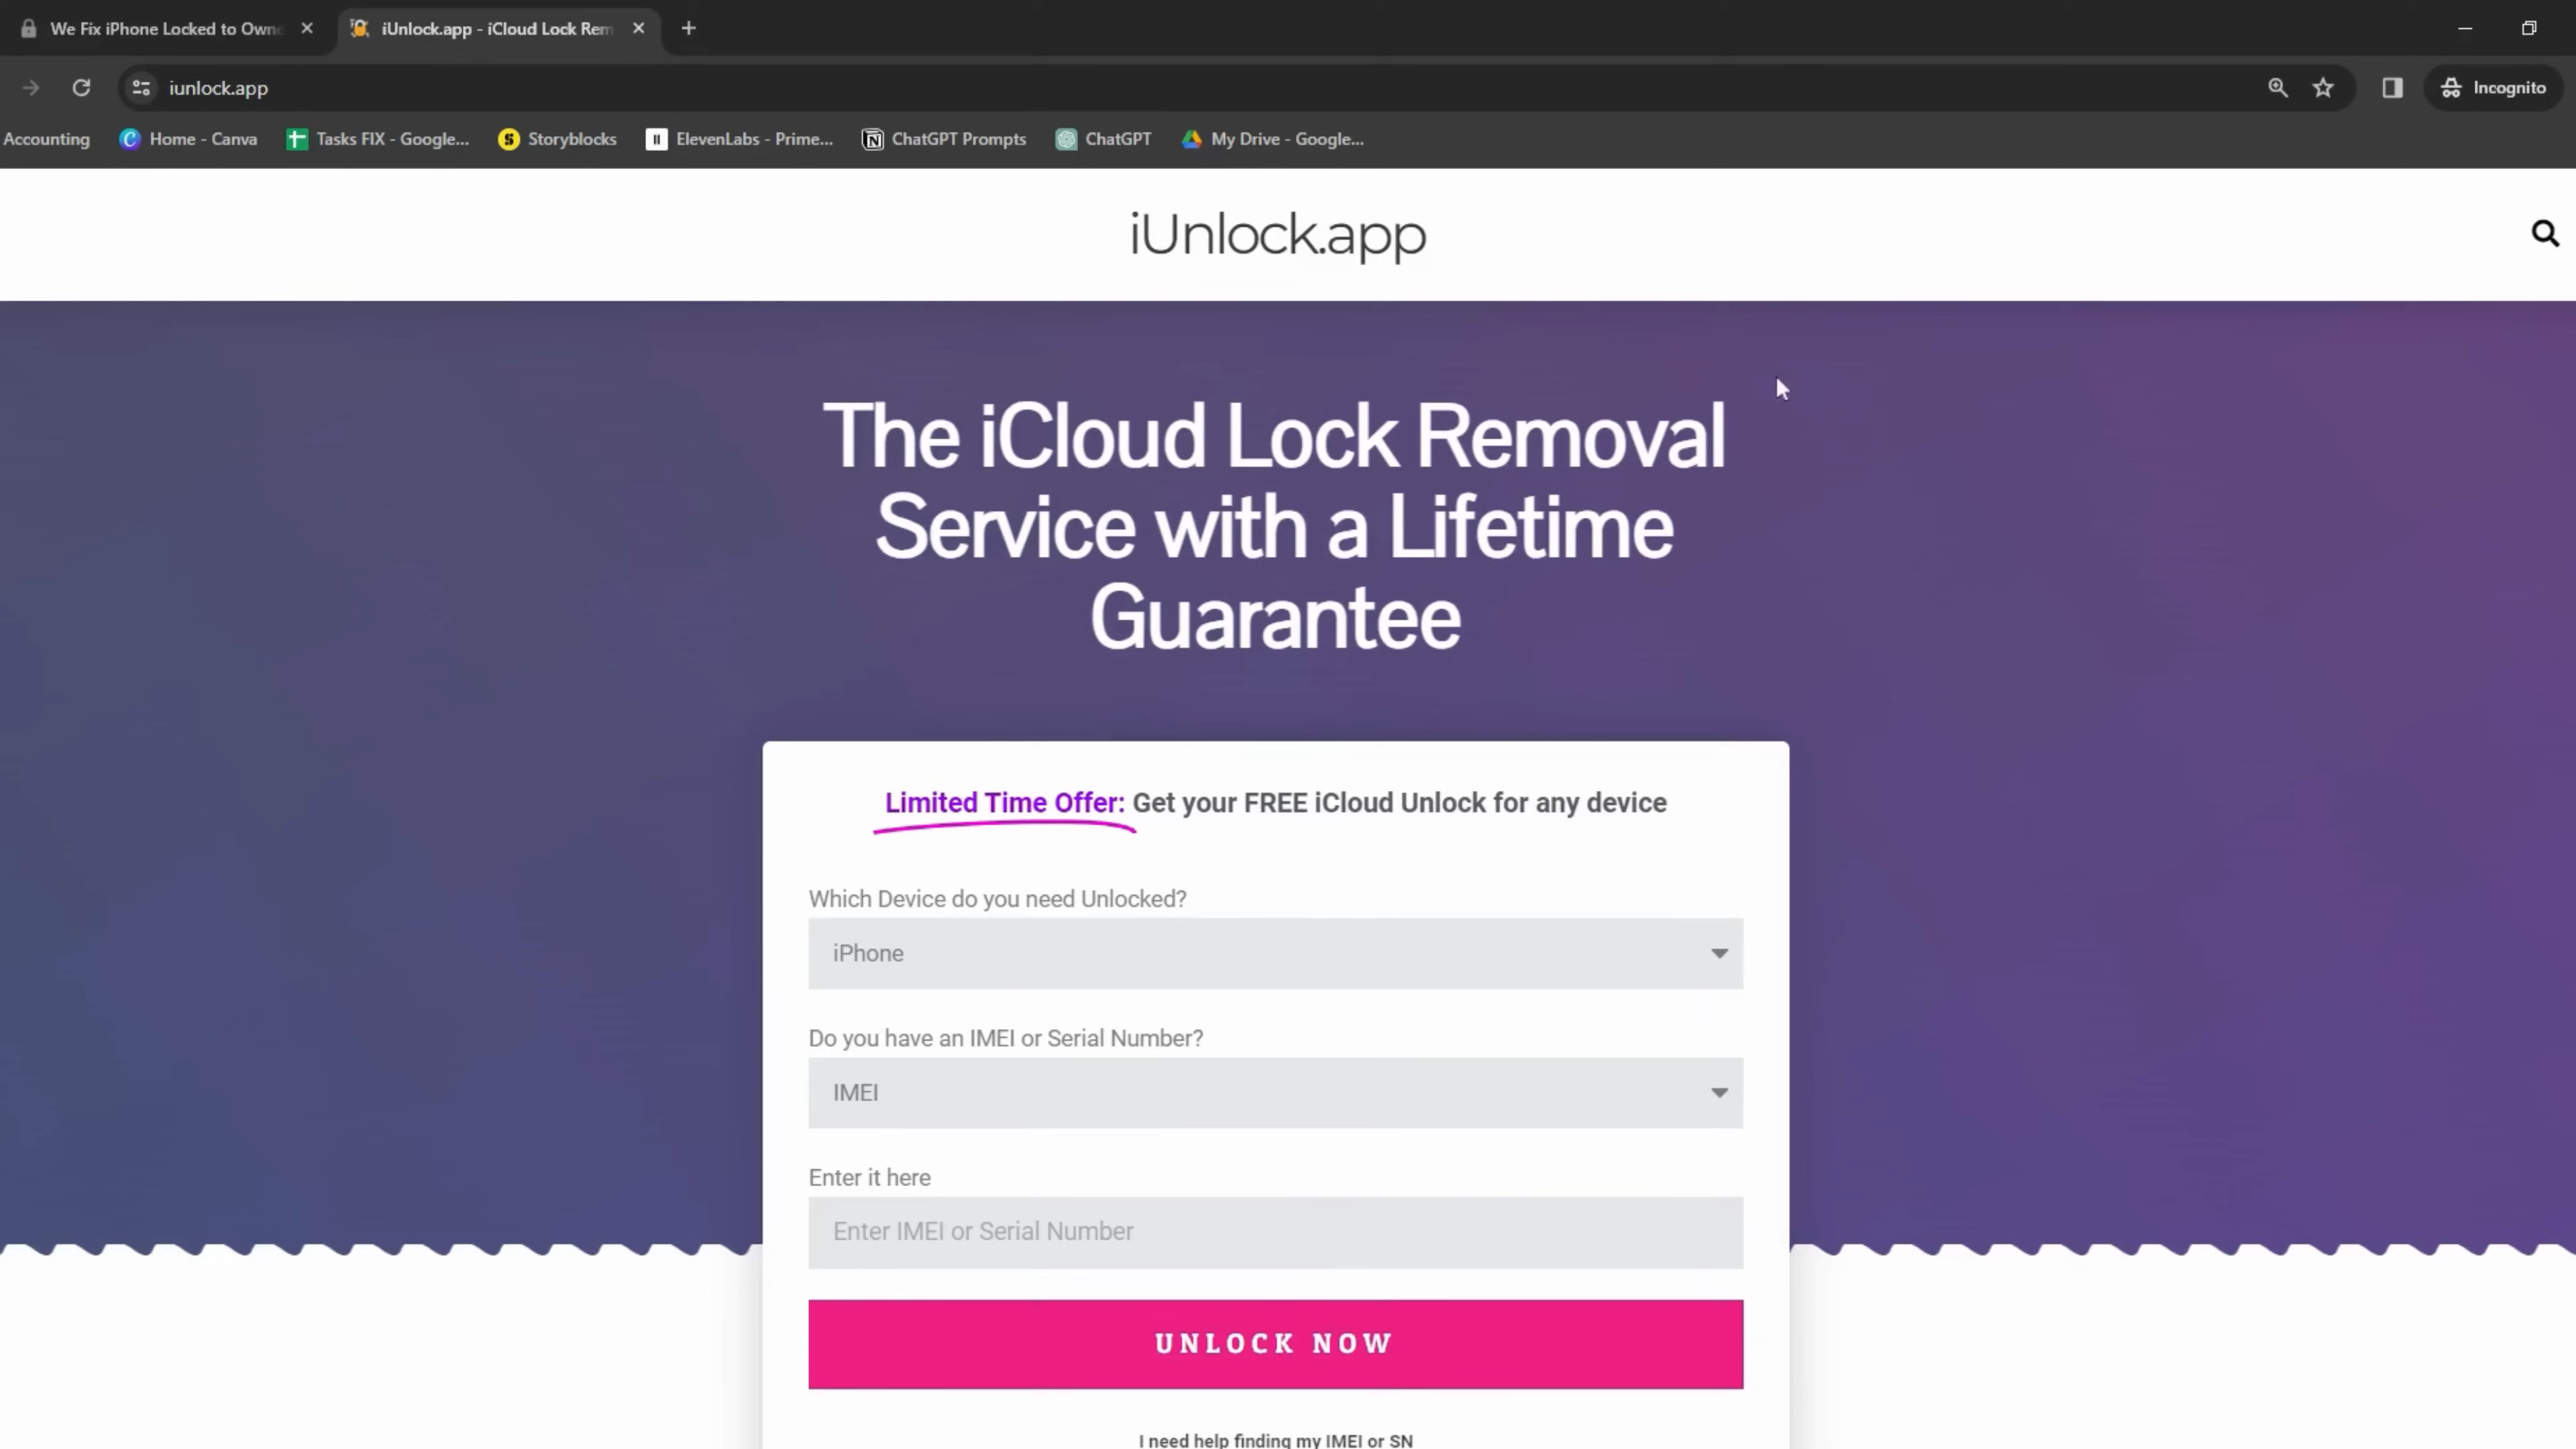 We Fix iPhone Locked to Owne
iUnlock.app - iCloud Lock Rem
iunlock.app
Incognito
Accounting
Home - Canva
Tasks FIX - Google...
Storyblocks
ElevenLabs - Prime...
ChatGPT Prompts
ChatGPT
My Drive - Google...
iUnlock.app
The iCloud Lock Removal
Service with a Lifetime
Guarantee
Limited Time Offer: Get your FREE iCloud Unlock for any device
Which Device do you need Unlocked?
iPhone
Do you have an IMEI or Serial Number?
IMEI
Enter it here
Enter IMEI or Serial Number
UNLOCK NOW
I need help finding my IMEI or SN